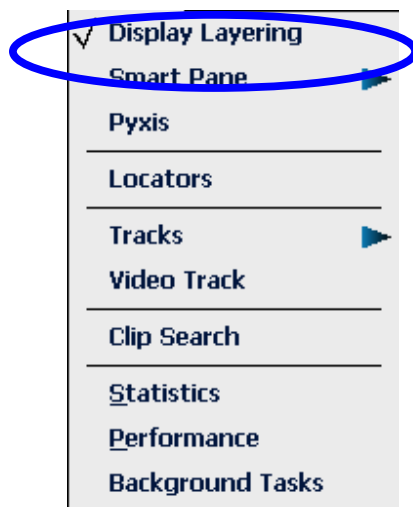 Display Layering
Smart Pane
Pyxis
Locators
Tracks
Video Track
Clip Search
Statistics
Performance
Background Tasks